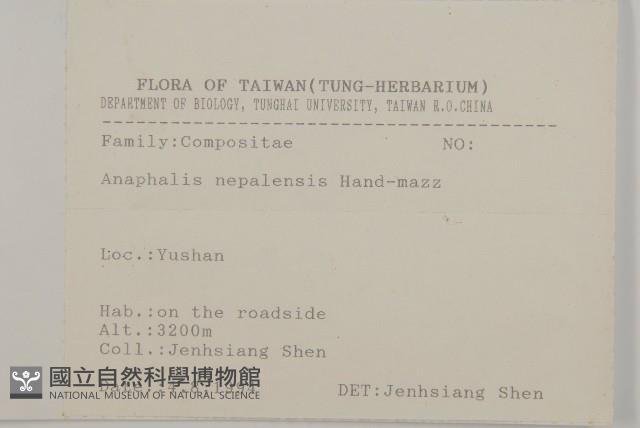 FLORA OF TAIWAN(TUNG-HERBARIUM)
DEPARTMENT OF BIOLOGY, TUNGHAI UNIVERSITY, TAIWAN R.O.CHINA
Family:Compositae NO:
Anaphalis nepalensis Hand-mazz
Loc.:Yushan
Hab.:on the roadside
Alt.:3200m
Coll.:Jenhsiang Shen
DET:Jenhsiang Shen
國立自然科學博物館
NATIONAL MUSEUM OF NATURAL SCIENCE